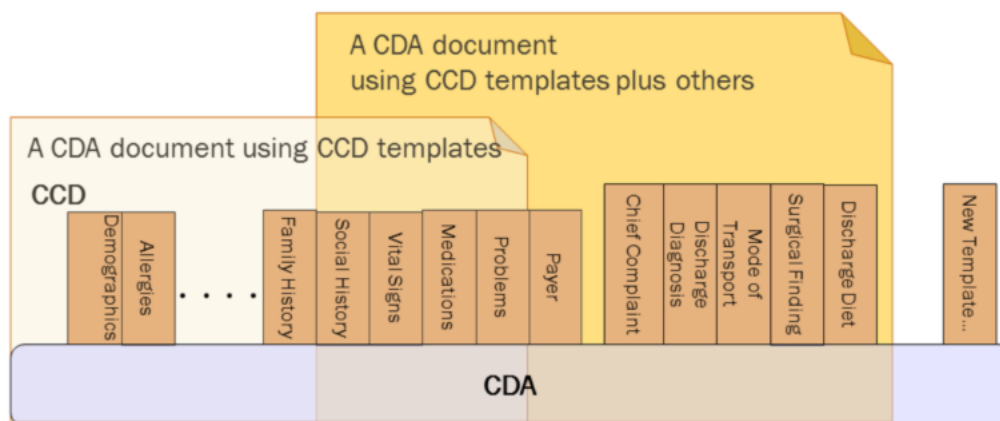 A CDA document
using CCD templates plus others
A CDA document using CCD templates
CCD
Demographics
Allergies
. . . .
Family History
Social History
Vital Signs
Medications
Problems
Payer
Chief Complaint
Discharge
Diagnosis
Mode of
Transport
Surgical Finding
Discharge Diet
New Template...
CDA